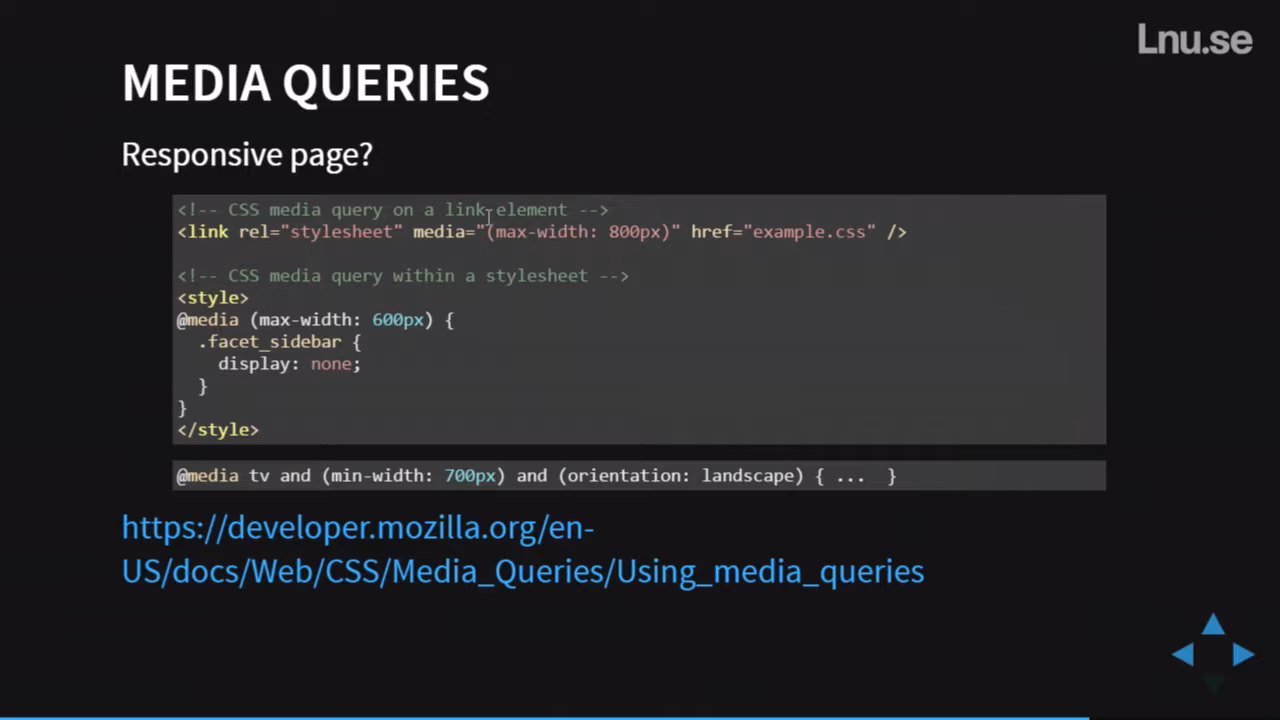 Lnu.se
MEDIA QUERIES
Responsive page?
<!-- CSS media query on a link element -->
<link rel="stylesheet" media="(max-width: 800px)" href="example.css" />
<!-- CSS media query within a stylesheet -->
<style>
@media (max-width: 600px) {
  .facet_sidebar {
    display: none;
  }
}
</style>
@media tv and (min-width: 700px) and (orientation: landscape) { ...  }
https://developer.mozilla.org/en-
US/docs/Web/CSS/Media_Queries/Using_media_queries